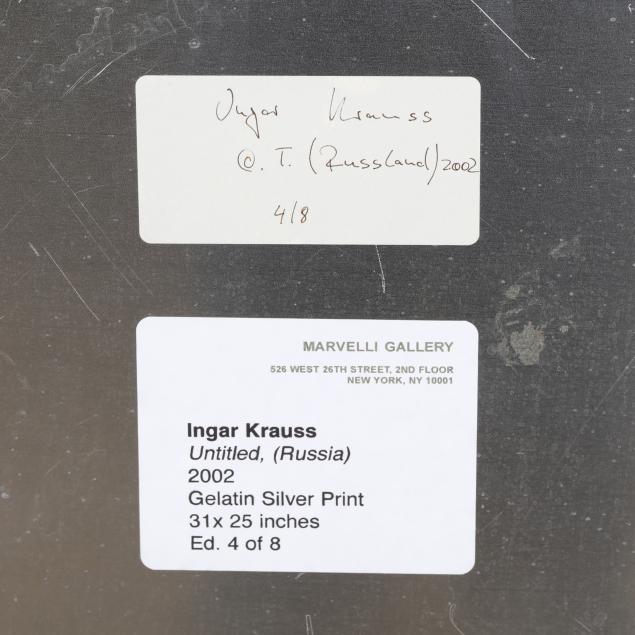 Ingar Krauss
O. T. (Russland) 2002
4/8
MARVELLI GALLERY
526 WEST 26TH STREET, 2ND FLOOR
NEW YORK, NY 10001
Ingar Krauss
Untitled, (Russia)
2002
Gelatin Silver Print
31x 25 inches
Ed. 4 of 8